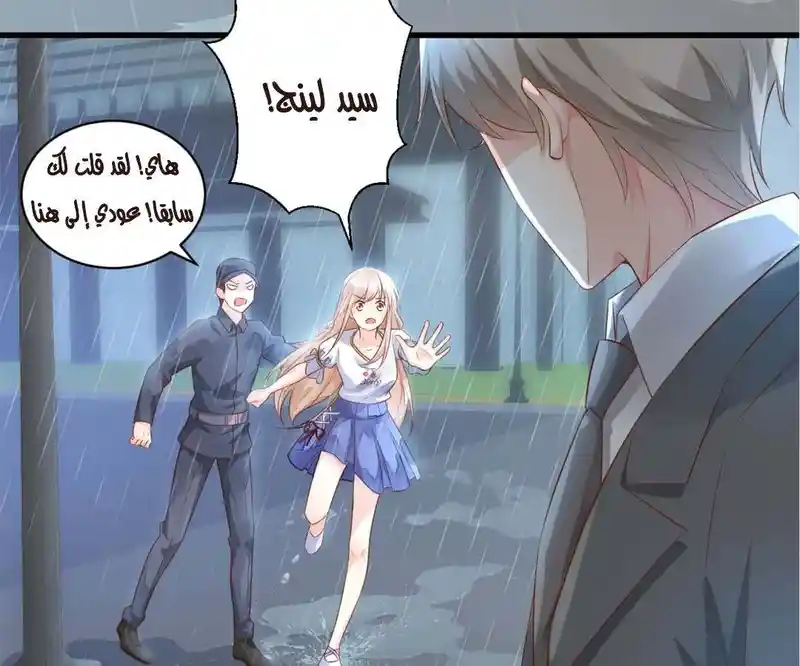 سيد لينج!
هاي! لقد قلت لك
سابقا! عودي إلى هنا